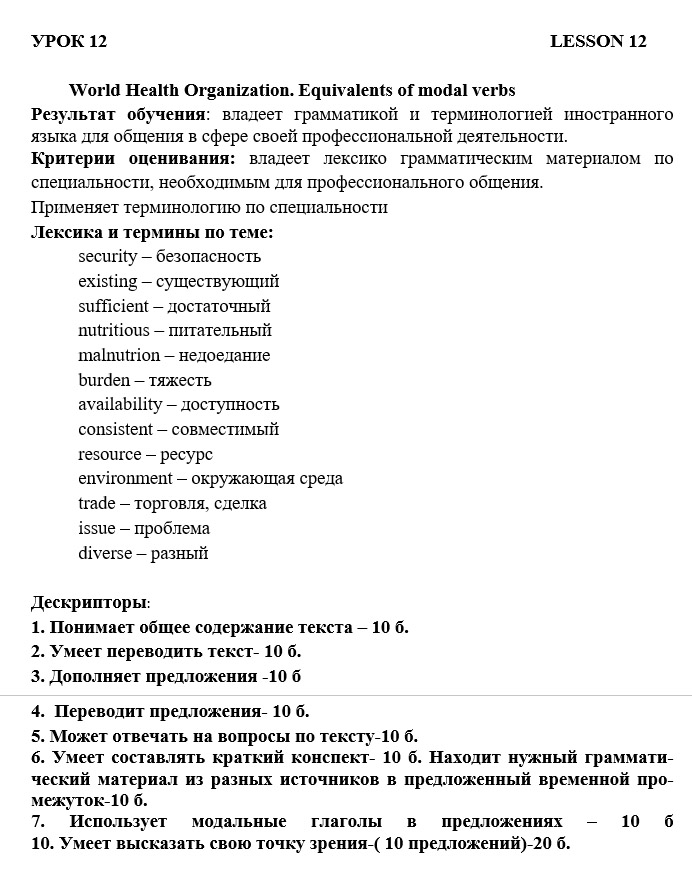 УРОК 12 LESSON 12
World Health Organization. Equivalents of modal verbs
Результат обучения: владеет грамматикой и терминологией иностранного
языка для общения в сфере своей профессиональной деятельности.
Критерии оценивания: владеет лексико грамматическим материалом по
специальности, необходимым для профессионального общения.
Применяет терминологию по специальности
Лексика и термины по теме:
security – безопасность
existing – существующий
sufficient – достаточный
nutritious – питательный
malnutrion – недоедание
burden – тяжесть
availability – доступность
consistent – совместимый
resource – ресурс
environment – окружающая среда
trade – торговля, сделка
issue – проблема
diverse – разный
Дескрипторы:
1. Понимает общее содержание текста – 10 б.
2. Умеет переводить текст- 10 б.
3. Дополняет предложения -10 б
4. Переводит предложения- 10 б.
5. Может отвечать на вопросы по тексту-10 б.
6. Умеет составлять краткий конспект- 10 б. Находит нужный граммати-
ческий материал из разных источников в предложенный временной про-
межуток-10 б.
7. Использует модальные глаголы в предложениях – 10 б
10. Умеет высказать свою точку зрения-( 10 предложений)-20 б.